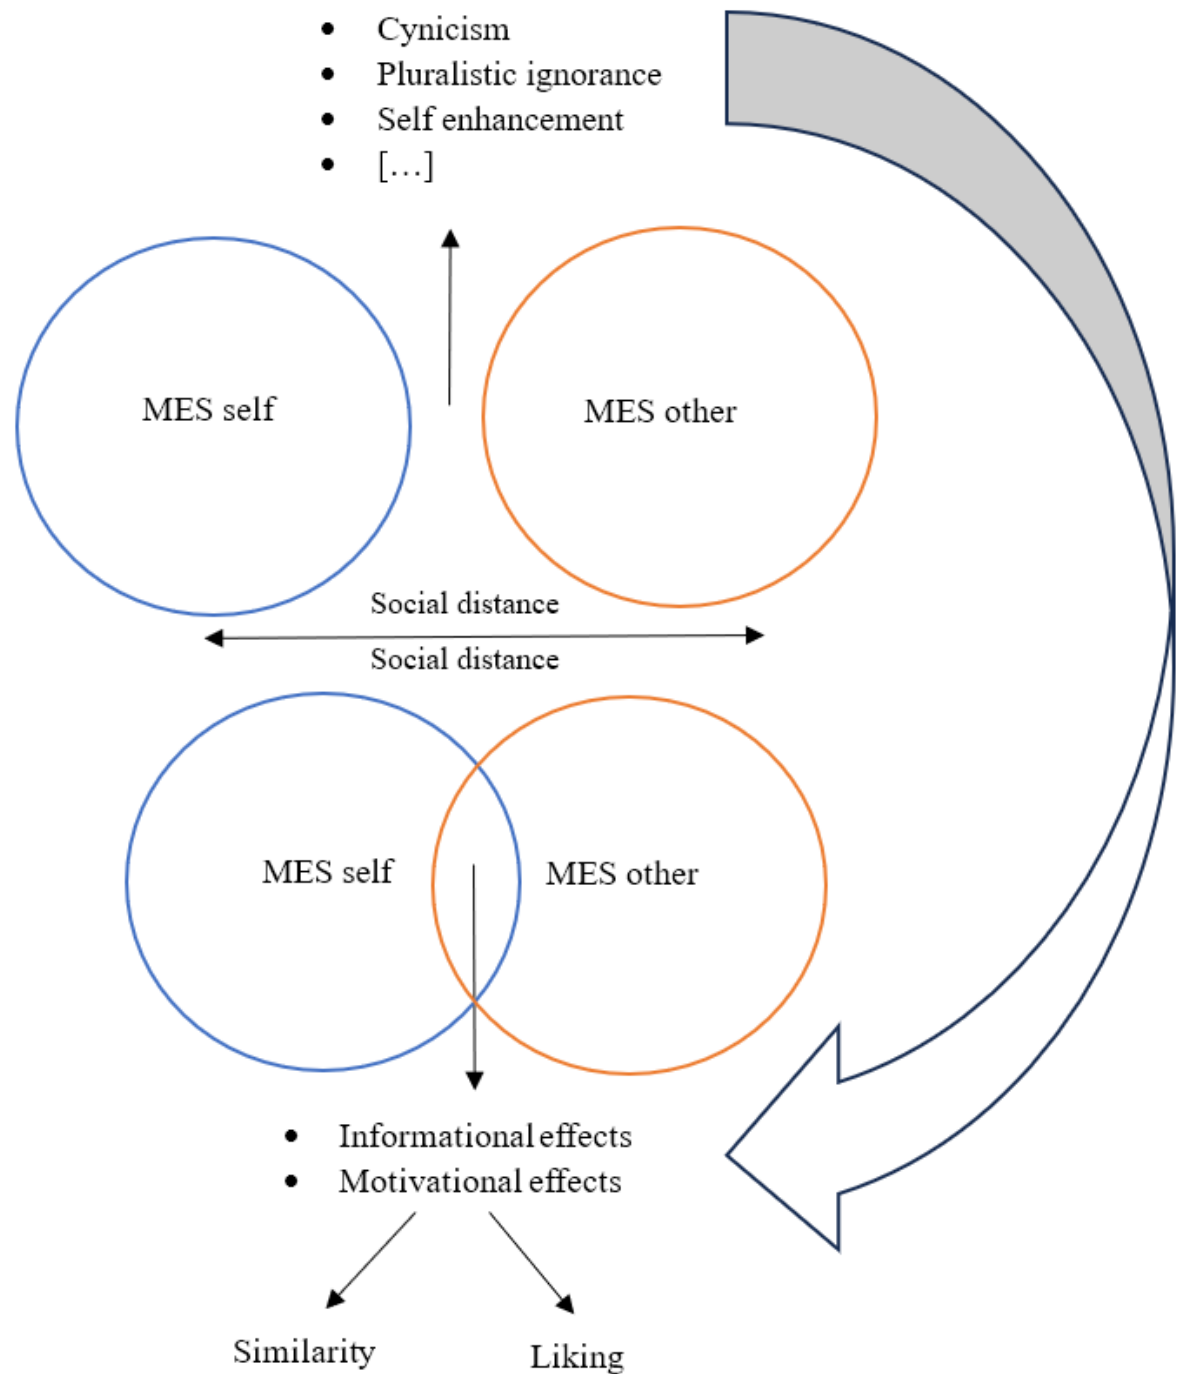 • Cynicism
• Pluralistic ignorance
• Self enhancement
• […]
MES self
MES other
Social distance
Social distance
MES self
MES other
• Informational effects
• Motivational effects
Similarity
Liking